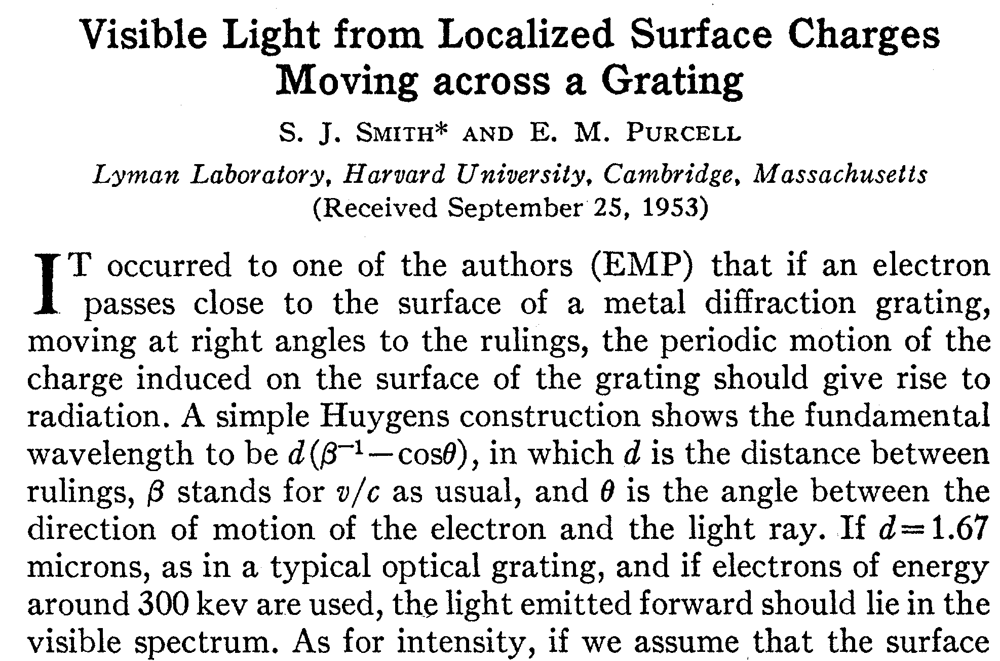 Visible Light from Localized Surface Charges
Moving across a Grating
S. J. SMITH* AND E. M. PURCELL
Lyman Laboratory, Harvard University, Cambridge, Massachusetts
(Received September 25, 1953)
IT occurred to one of the authors (EMP) that if an electron
passes close to the surface of a metal diffraction grating,
moving at right angles to the rulings, the periodic motion of the
charge induced on the surface of the grating should give rise to
radiation. A simple Huygens construction shows the fundamental
wavelength to be d(β⁻¹−cosθ), in which d is the distance between
rulings, β stands for v/c as usual, and θ is the angle between the
direction of motion of the electron and the light ray. If d=1.67
microns, as in a typical optical grating, and if electrons of energy
around 300 kev are used, the light emitted forward should lie in the
visible spectrum. As for intensity, if we assume that the surface